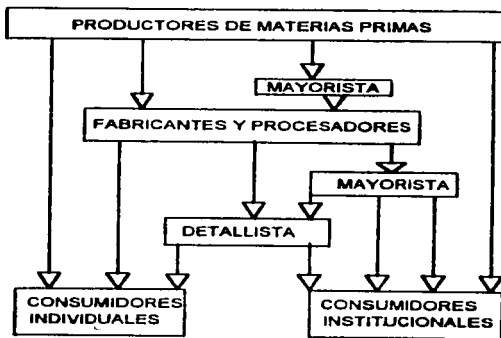 PRODUCTORES DE MATERIAS PRIMAS
MAYORISTA
FABRICANTES Y PROCESADORES
MAYORISTA
DETALLISTA
CONSUMIDORES
INDIVIDUALES
CONSUMIDORES
INSTITUCIONALES